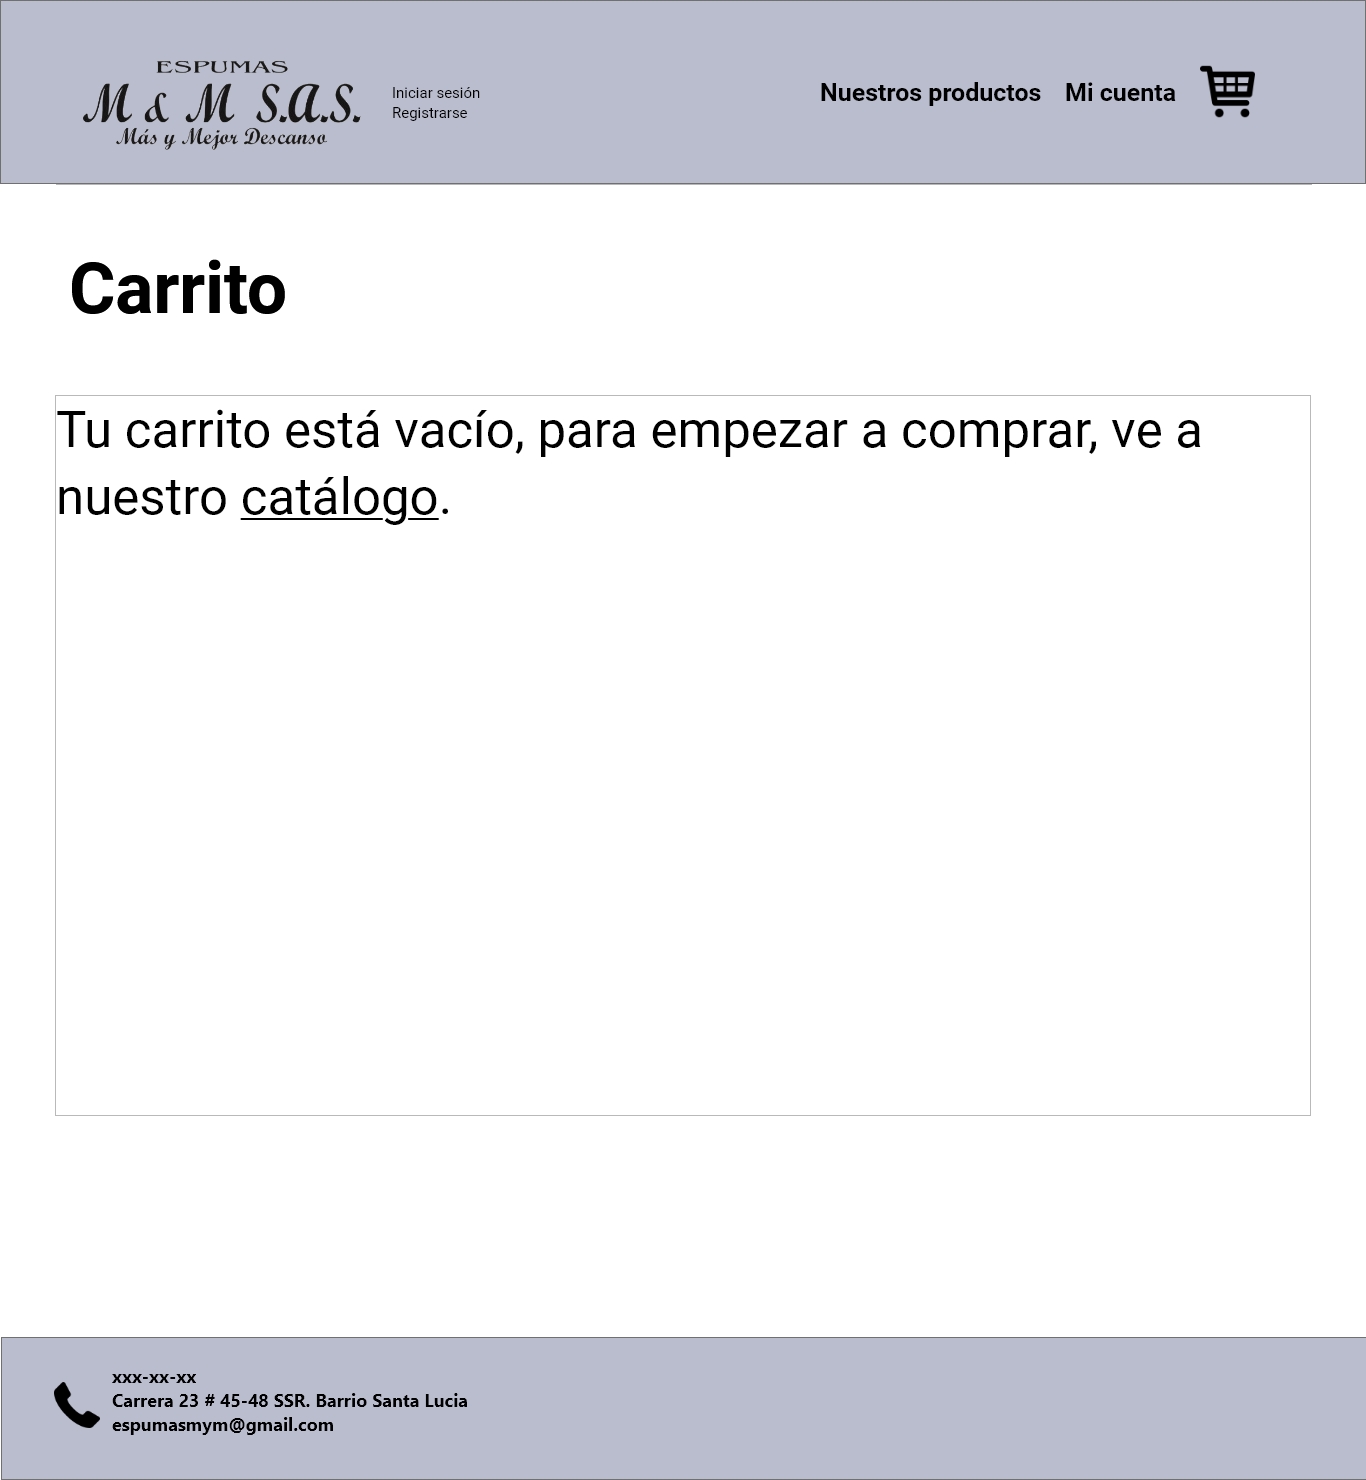 ESPUMAS
M & M S.A.S.
Más y Mejor Descanso
Iniciar sesión
Registrarse
Nuestros productos
Mi cuenta
Carrito
Tu carrito está vacío, para empezar a comprar, ve a
nuestro catálogo.
xxx-xx-xx
Carrera 23 # 45-48 SSR. Barrio Santa Lucia
espumasmym@gmail.com